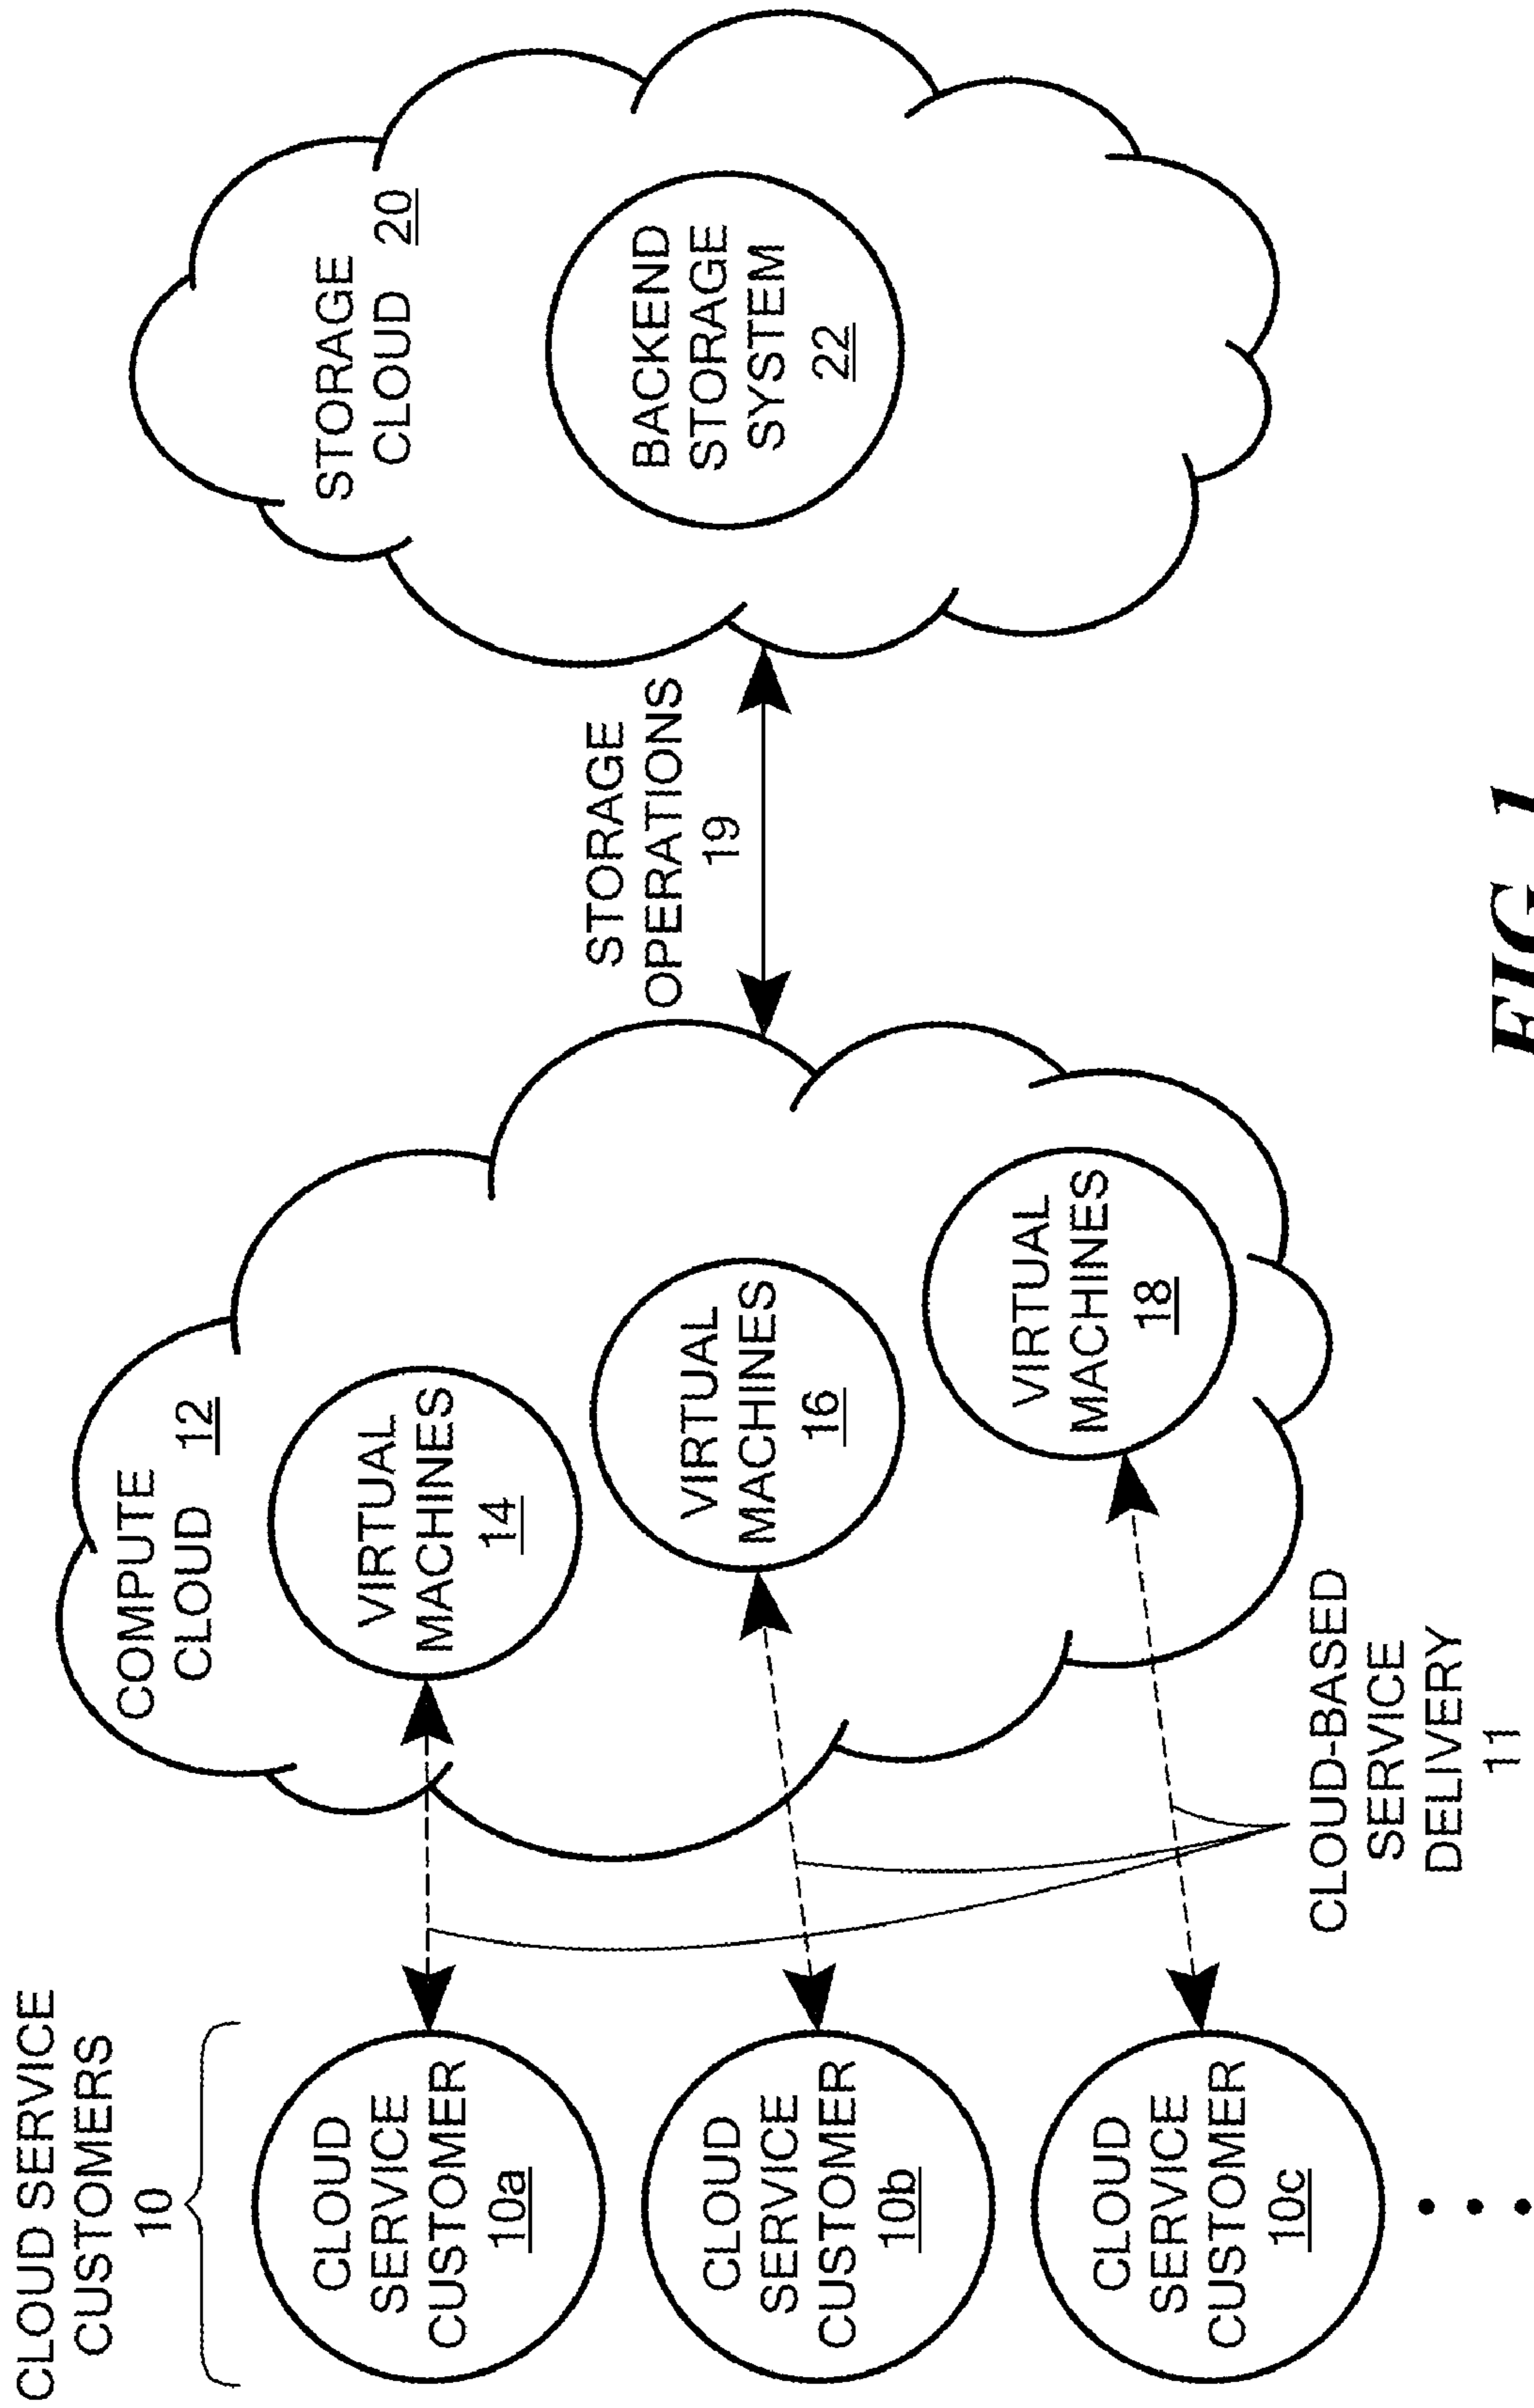 CLOUD SERVICE
CUSTOMERS
10
CLOUD
SERVICE
CUSTOMER
10a
CLOUD
SERVICE
CUSTOMER
10b
CLOUD
SERVICE
CUSTOMER
10c
CLOUD-BASED
SERVICE
DELIVERY
11
COMPUTE
CLOUD 12
VIRTUAL
MACHINES
14
VIRTUAL
MACHINES
16
VIRTUAL
MACHINES
18
STORAGE
OPERATIONS
19
STORAGE
CLOUD 20
BACKEND
STORAGE
SYSTEM
22
FIG. 1